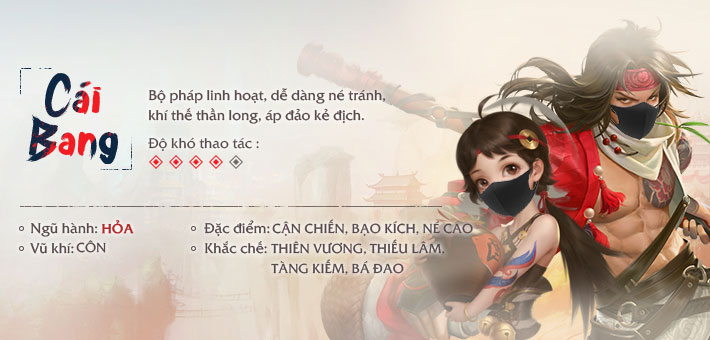 Cái
Bang
Bộ pháp linh hoạt, dễ dàng né tránh,
khí thế thần long, áp đảo kẻ địch.
Độ khó thao tác :
Ngũ hành: HỎA
Vũ khí: CÔN
Đặc điểm: CẬN CHIẾN, BẠO KÍCH, NÉ CAO
Khắc chế: THIÊN VƯƠNG, THIẾU LÂM,
TÀNG KIẾM, BÁ ĐAO